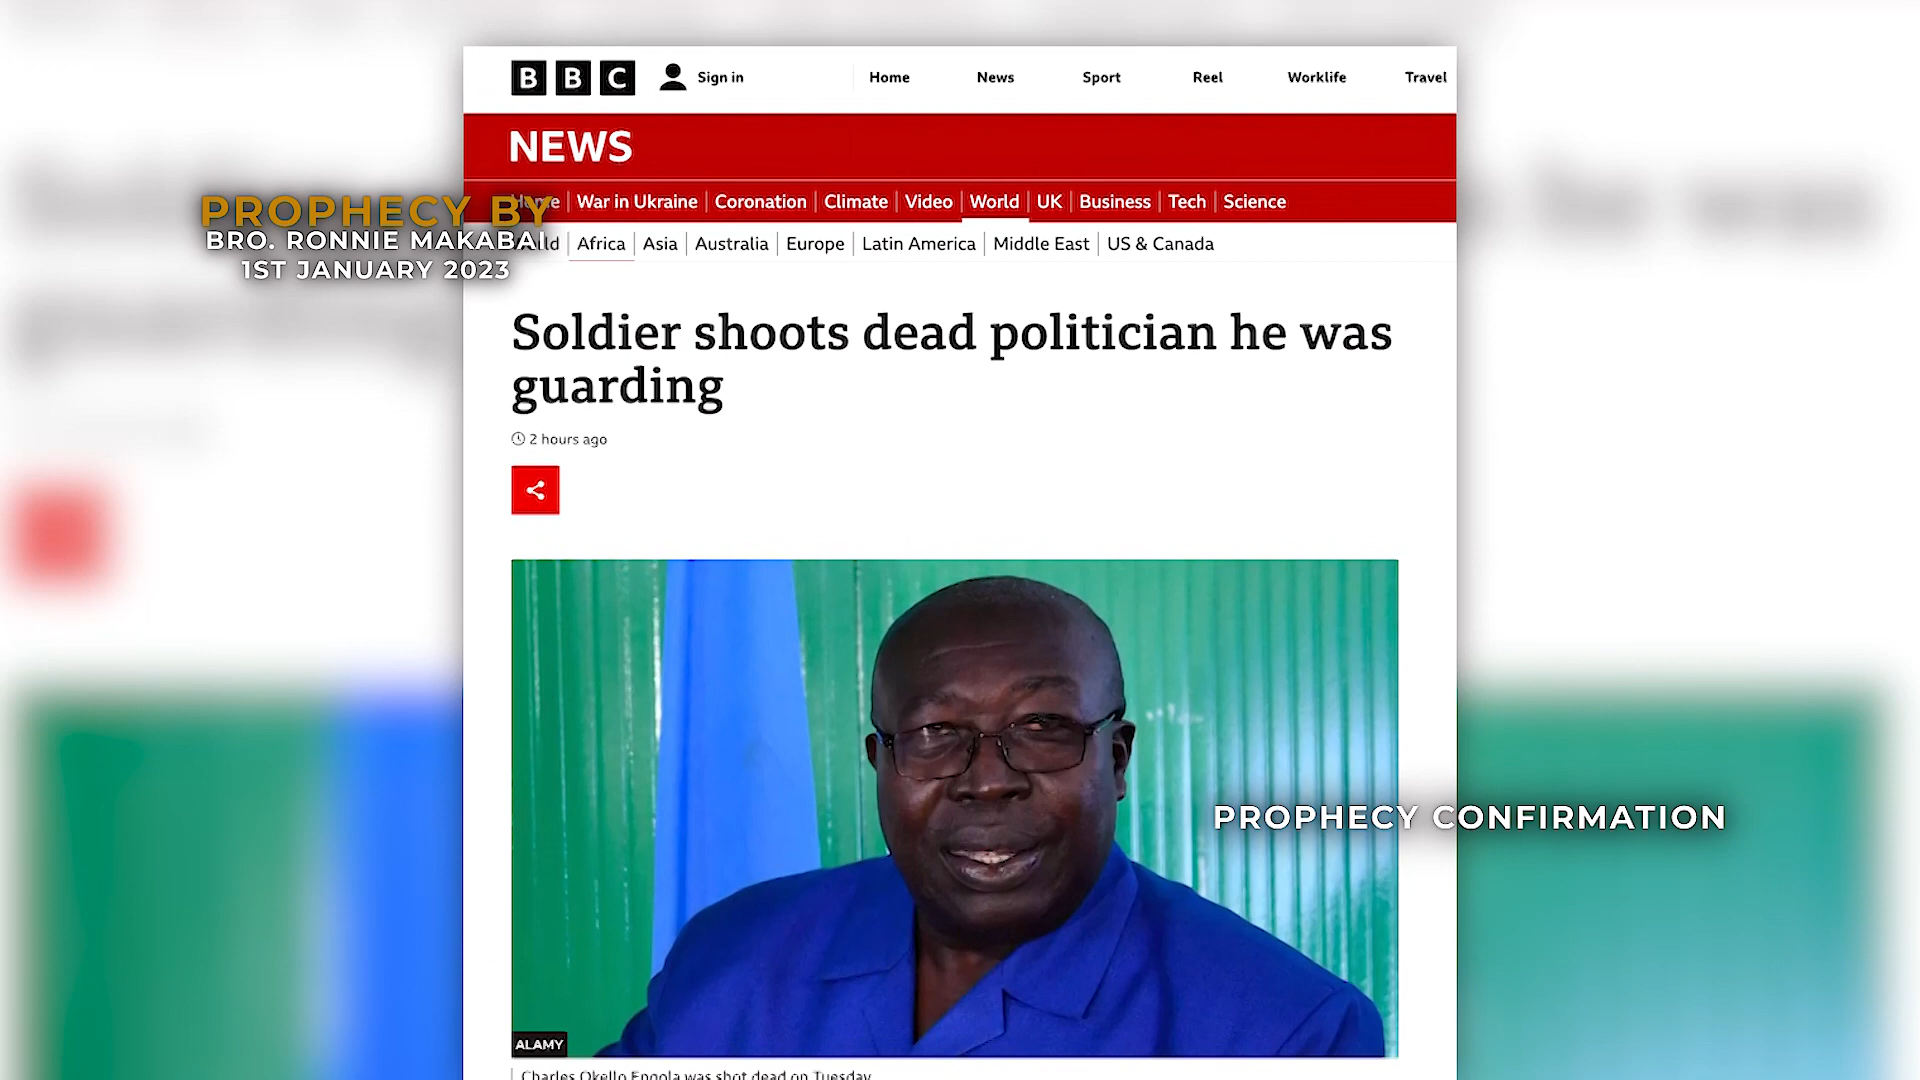 BBC Sign in Home News Sport Reel Worklife Travel
NEWS
Home War in Ukraine Coronation Climate Video World UK Business Tech Science
World Africa Asia Australia Europe Latin America Middle East US & Canada
PROPHECY BY
BRO. RONNIE MAKABAI
1ST JANUARY 2023
Soldier shoots dead politician he was
guarding
2 hours ago
PROPHECY CONFIRMATION
ALAMY
Charles Okello Engola was shot dead on Tuesday